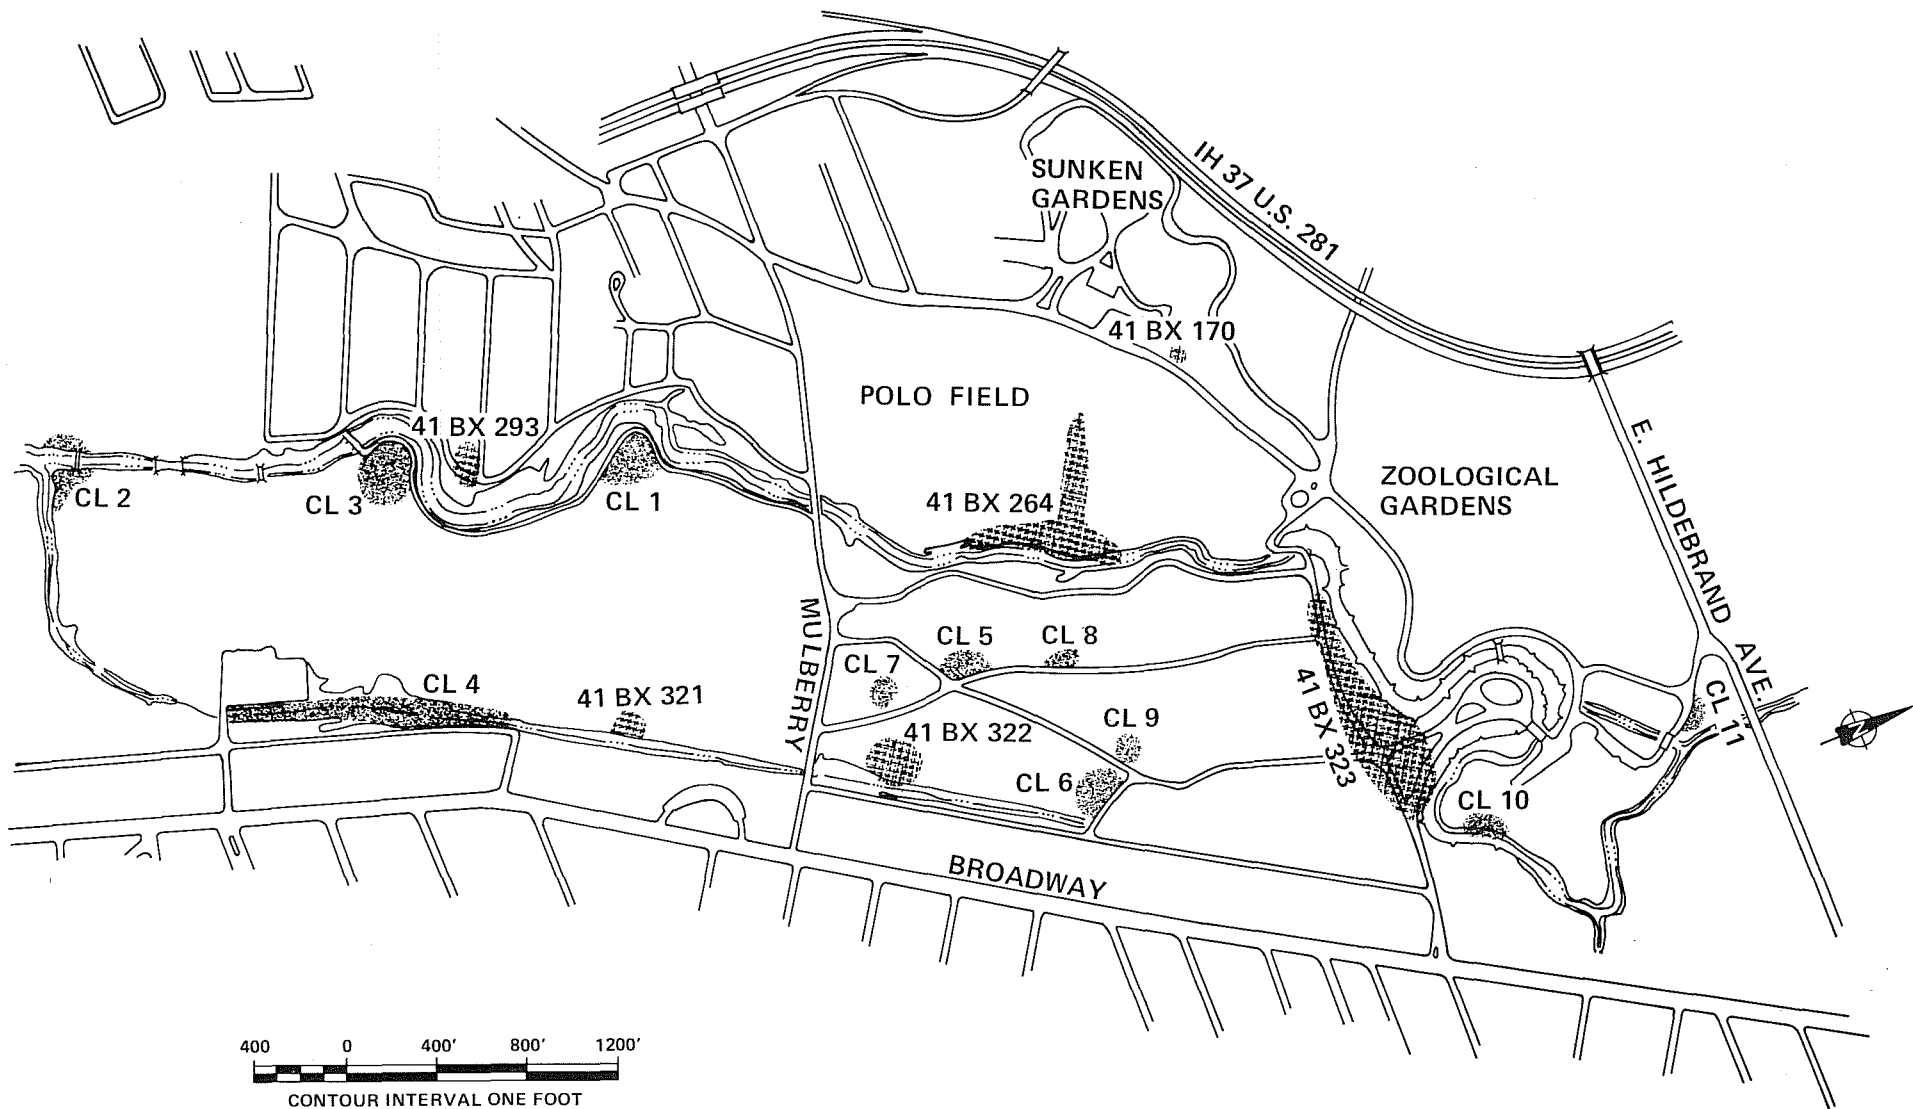 SUNKEN
GARDENS
IH 37 U.S. 281
41 BX 170
POLO FIELD
41 BX 293
E. HILDEBRAND AVE.
ZOOLOGICAL
GARDENS
CL 2
CL 3
CL 1
41 BX 264
MULBERRY
CL 5
CL 8
CL 7
CL 4
41 BX 321
41 BX 322
CL 9
41 BX 323
CL 11
CL 6
CL 10
N
BROADWAY
400 0 400' 800' 1200'
CONTOUR INTERVAL ONE FOOT